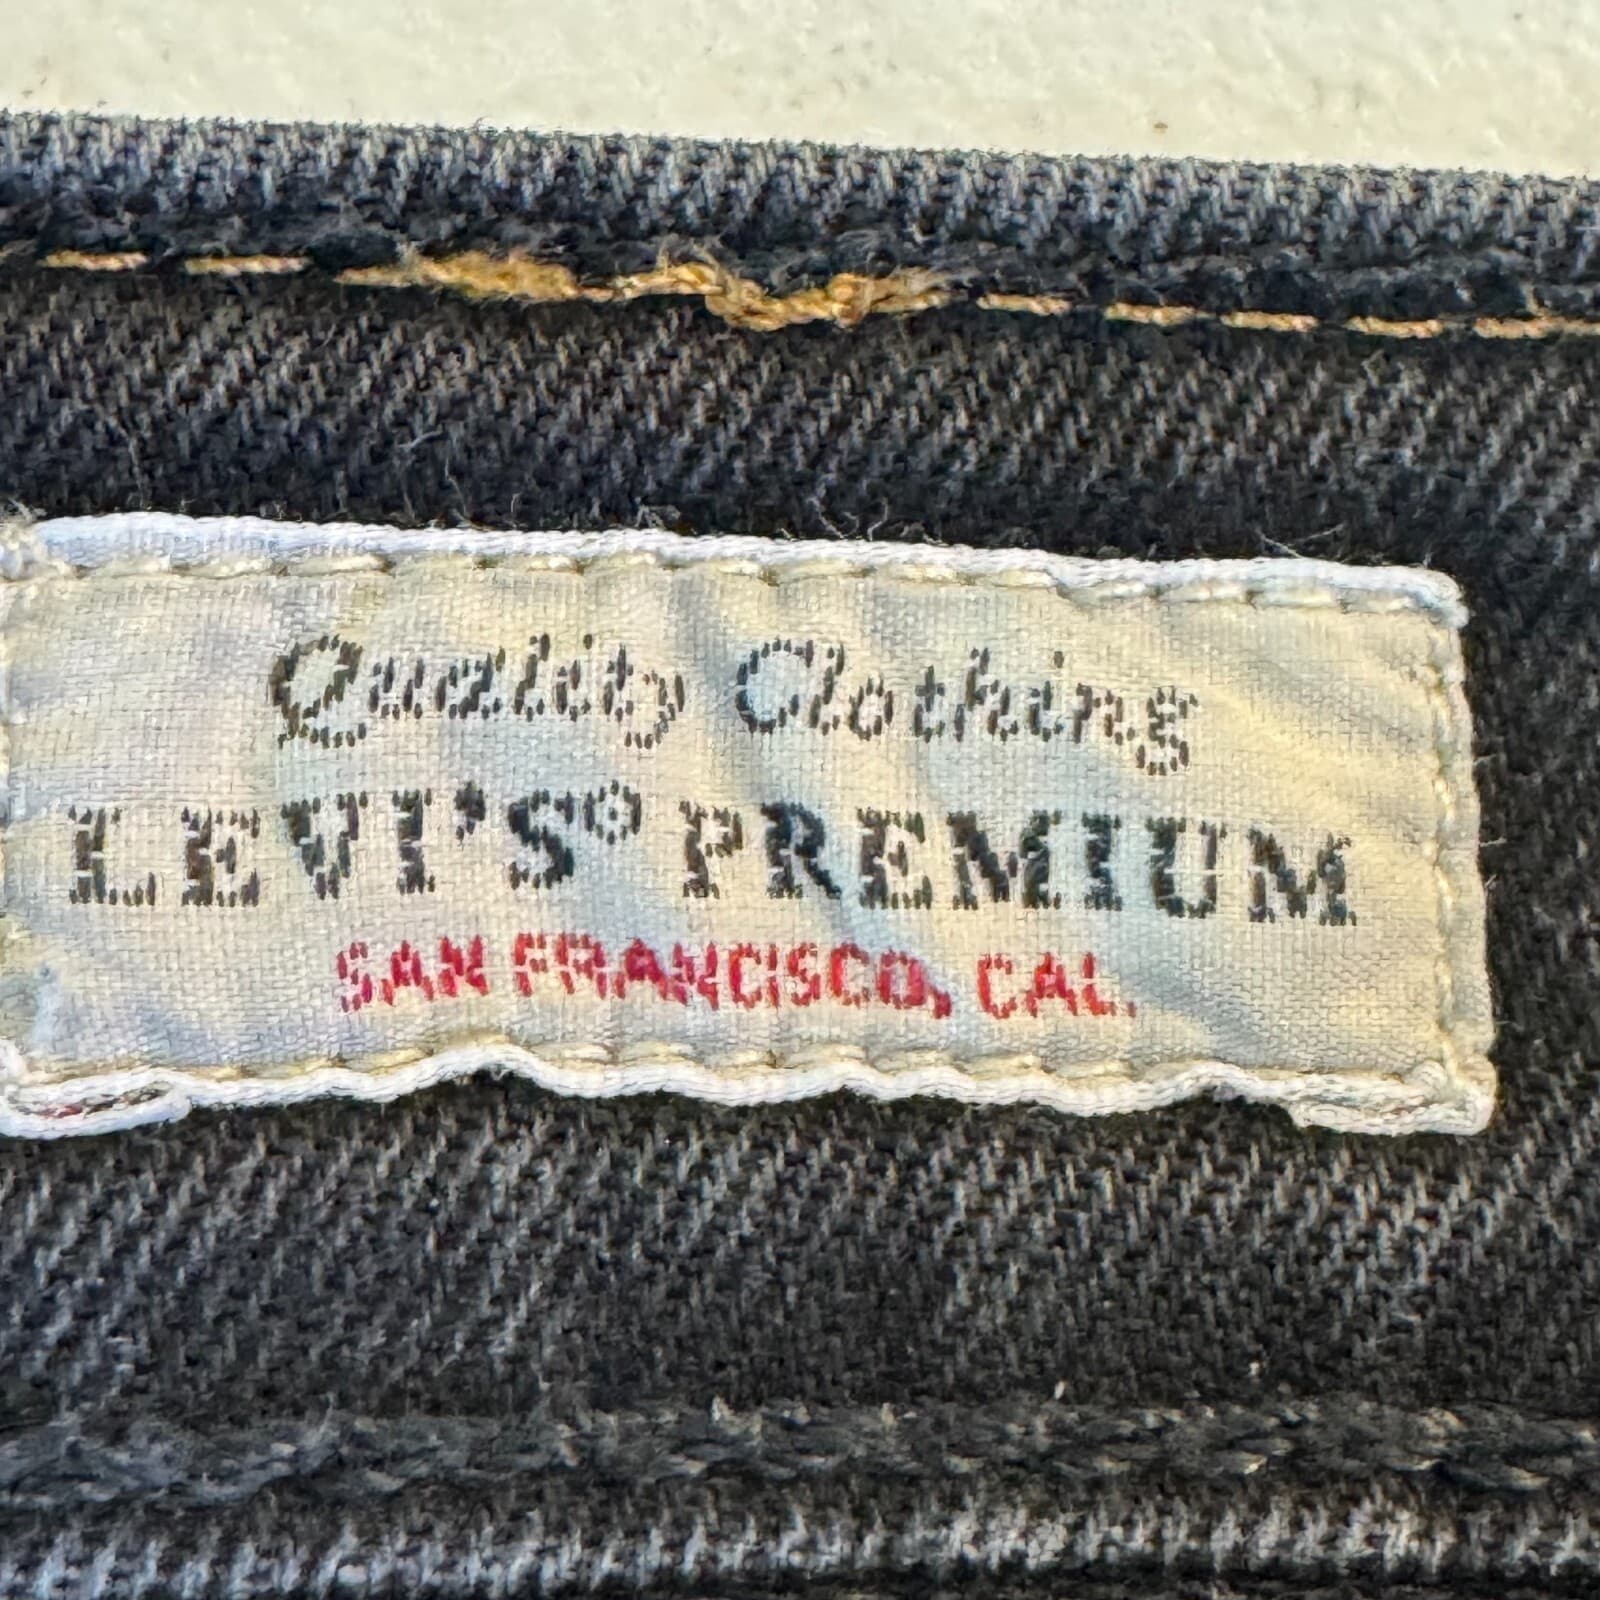 Quality Clothing
LEVI'S® PREMIUM
SAN FRANCISCO, CAL.